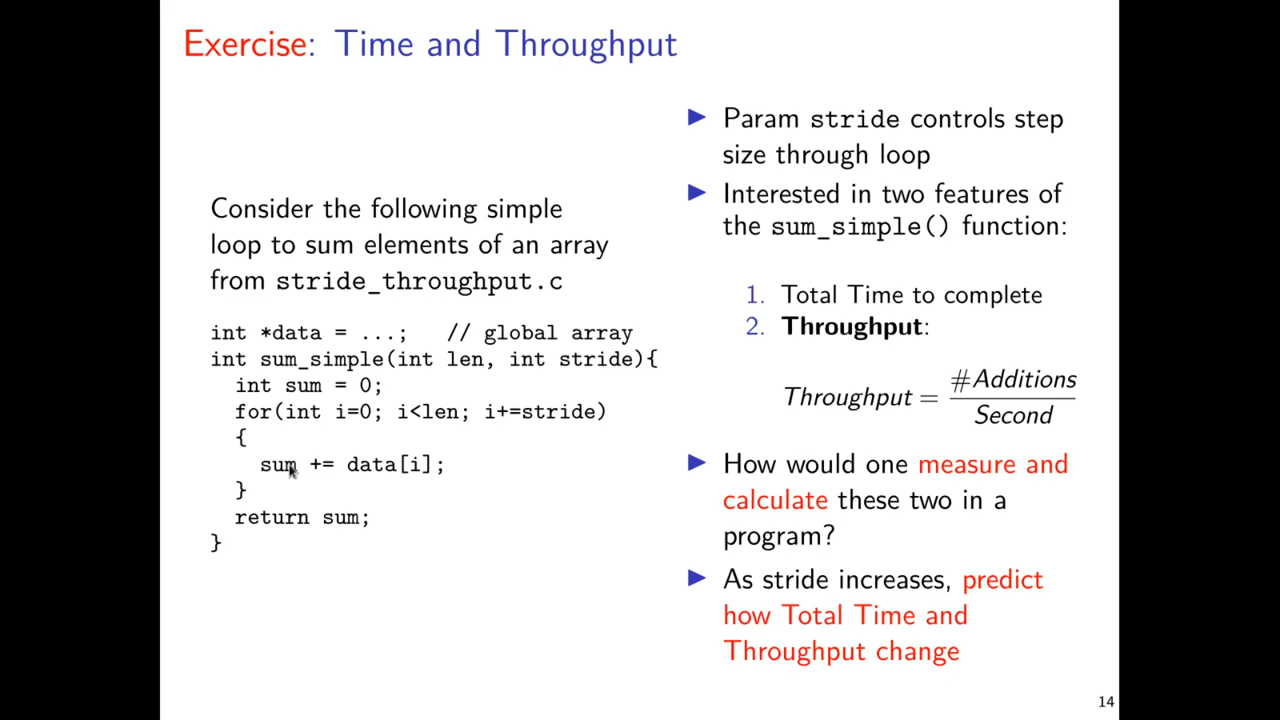 Exercise: Time and Throughput
Consider the following simple
loop to sum elements of an array
from stride_throughput.c
int *data = ...;   // global array
int sum_simple(int len, int stride){
  int sum = 0;
  for(int i=0; i<len; i+=stride)
  {
    sum += data[i];
  }
  return sum;
}
▶ Param stride controls step
size through loop
▶ Interested in two features of
the sum_simple() function:
1. Total Time to complete
2. Throughput:
Throughput = #Additions
Second
▶ How would one measure and
calculate these two in a
program?
▶ As stride increases, predict
how Total Time and
Throughput change
14